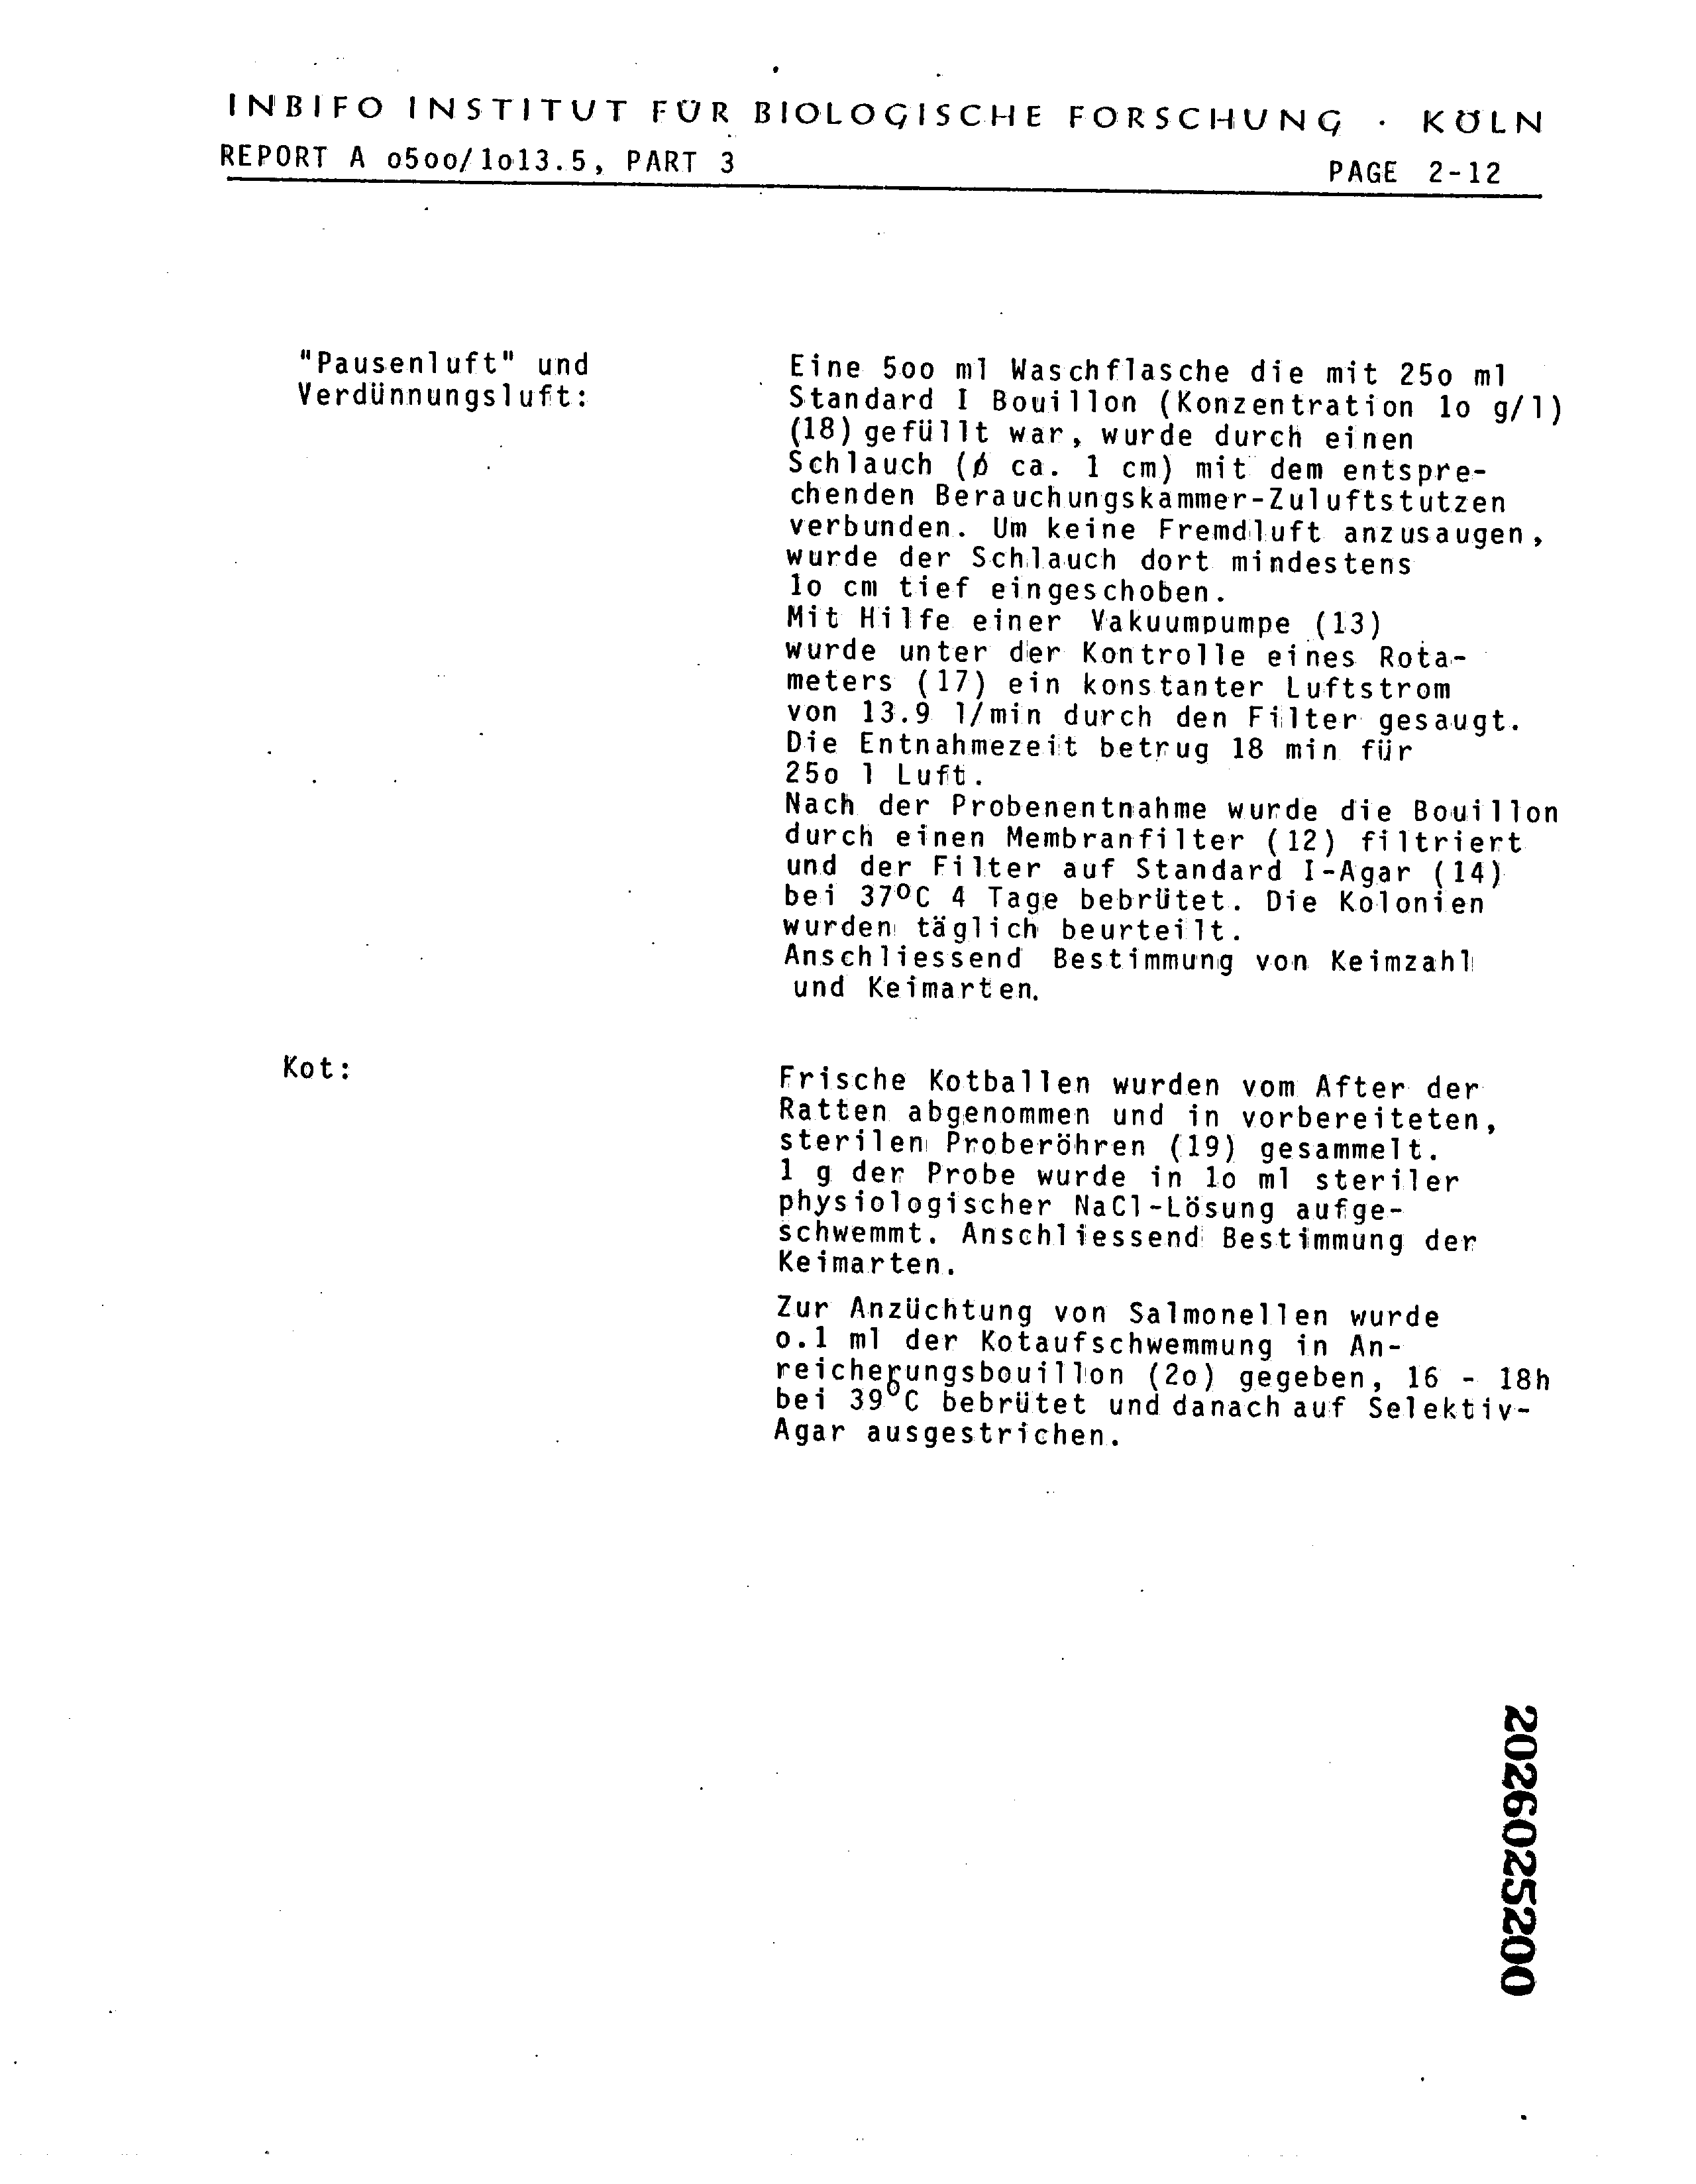 INBIFO INSTITUT FÜR BIOLOGISCHE FORSCHUNG · KÖLN
REPORT A o5oo/1o13.5, PART 3 PAGE 2-12
"Pausenluft" und
Verdünnungsluft:
Eine 5oo ml Waschflasche die mit 25o ml
Standard I Bouillon (Konzentration 1o g/l)
(18) gefüllt war, wurde durch einen
Schlauch (ø ca. 1 cm) mit dem entspre-
chenden Berauchungskammer-Zuluftstutzen
verbunden. Um keine Fremdluft anzusaugen,
wurde der Schlauch dort mindestens
1o cm tief eingeschoben.
Mit Hilfe einer Vakuumpumpe (13)
wurde unter der Kontrolle eines Rota-
meters (17) ein konstanter Luftstrom
von 13.9 l/min durch den Filter gesaugt.
Die Entnahmezeit betrug 18 min für
25o l Luft.
Nach der Probenentnahme wurde die Bouillon
durch einen Membranfilter (12) filtriert
und der Filter auf Standard I-Agar (14)
bei 37°C 4 Tage bebrütet. Die Kolonien
wurden täglich beurteilt.
Anschliessend Bestimmung von Keimzahl
und Keimarten.
Kot:
Frische Kotballen wurden vom After der
Ratten abgenommen und in vorbereiteten,
sterilen Proberöhren (19) gesammelt.
1 g der Probe wurde in 1o ml steriler
physiologischer NaCl-Lösung aufge-
schwemmt. Anschliessend Bestimmung der
Keimarten.
Zur Anzüchtung von Salmonellen wurde
o.1 ml der Kotaufschwemmung in An-
reicherungsbouillon (2o) gegeben, 16 - 18h
bei 39°C bebrütet und danach auf Selektiv-
Agar ausgestrichen.
2026025200